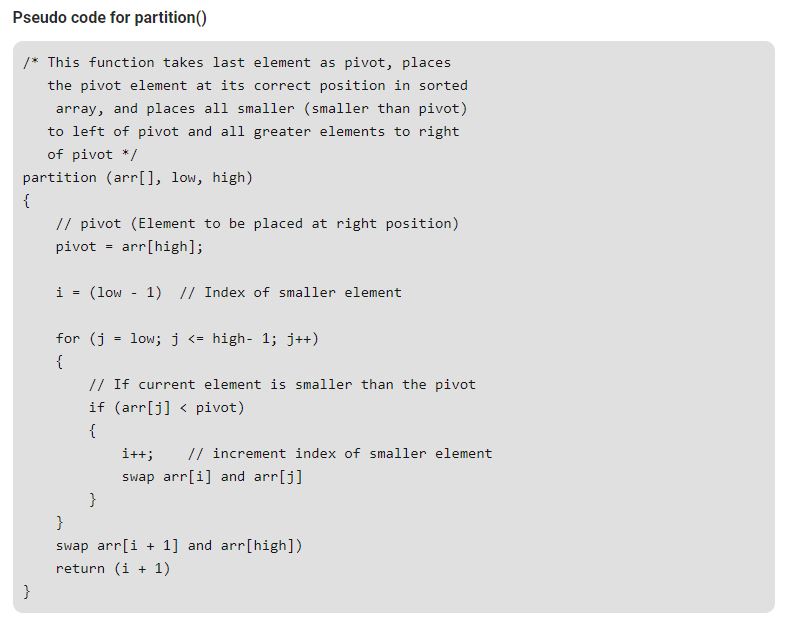 Pseudo code for partition()
/* This function takes last element as pivot, places
the pivot element at its correct position in sorted
array, and places all smaller (smaller than pivot)
to left of pivot and all greater elements to right
of pivot */
partition (arr[], low, high)
{
// pivot (Element to be placed at right position)
pivot = arr[high];
i = (low - 1)  // Index of smaller element
for (j = low; j <= high- 1; j++)
{
// If current element is smaller than the pivot
if (arr[j] < pivot)
{
i++;    // increment index of smaller element
swap arr[i] and arr[j]
}
}
swap arr[i + 1] and arr[high])
return (i + 1)
}